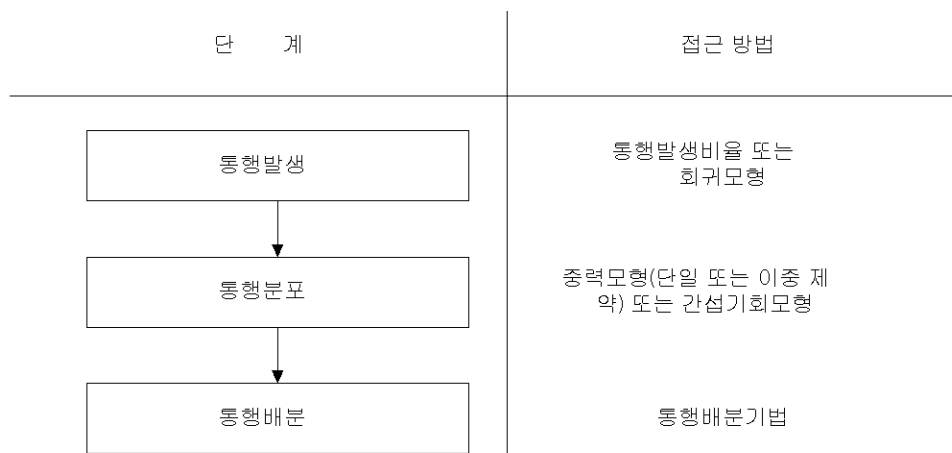 단 계
접근 방법
통행발생
통행발생비율 또는
회귀모형
통행분포
중력모형(단일 또는 이중 제
약) 또는 간섭기회모형
통행배분
통행배분기법